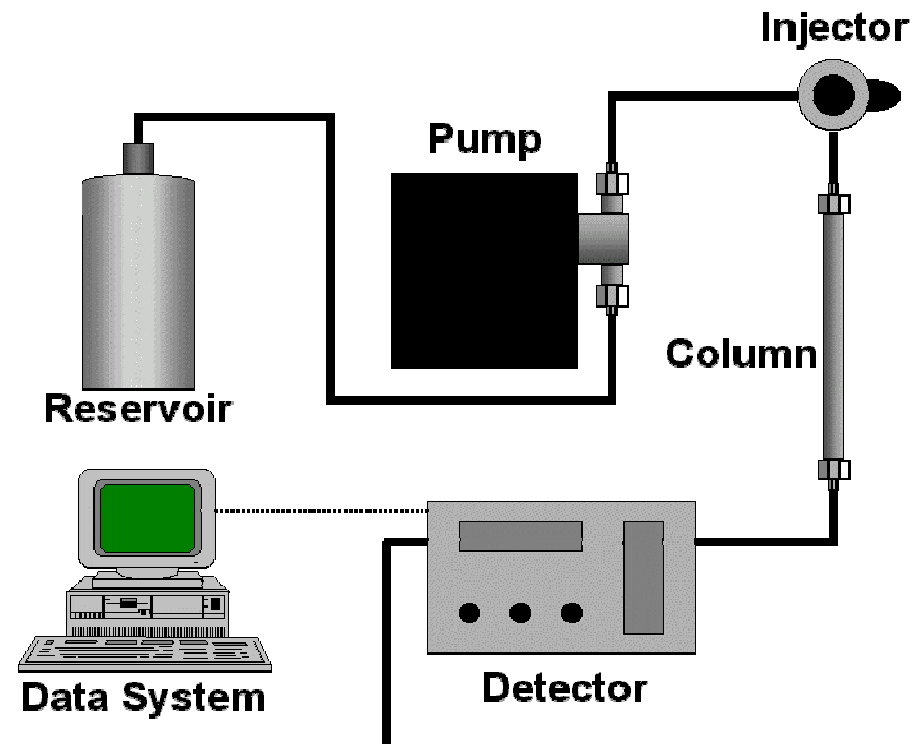 Injector
Pump
Column
Reservoir
Data System
Detector